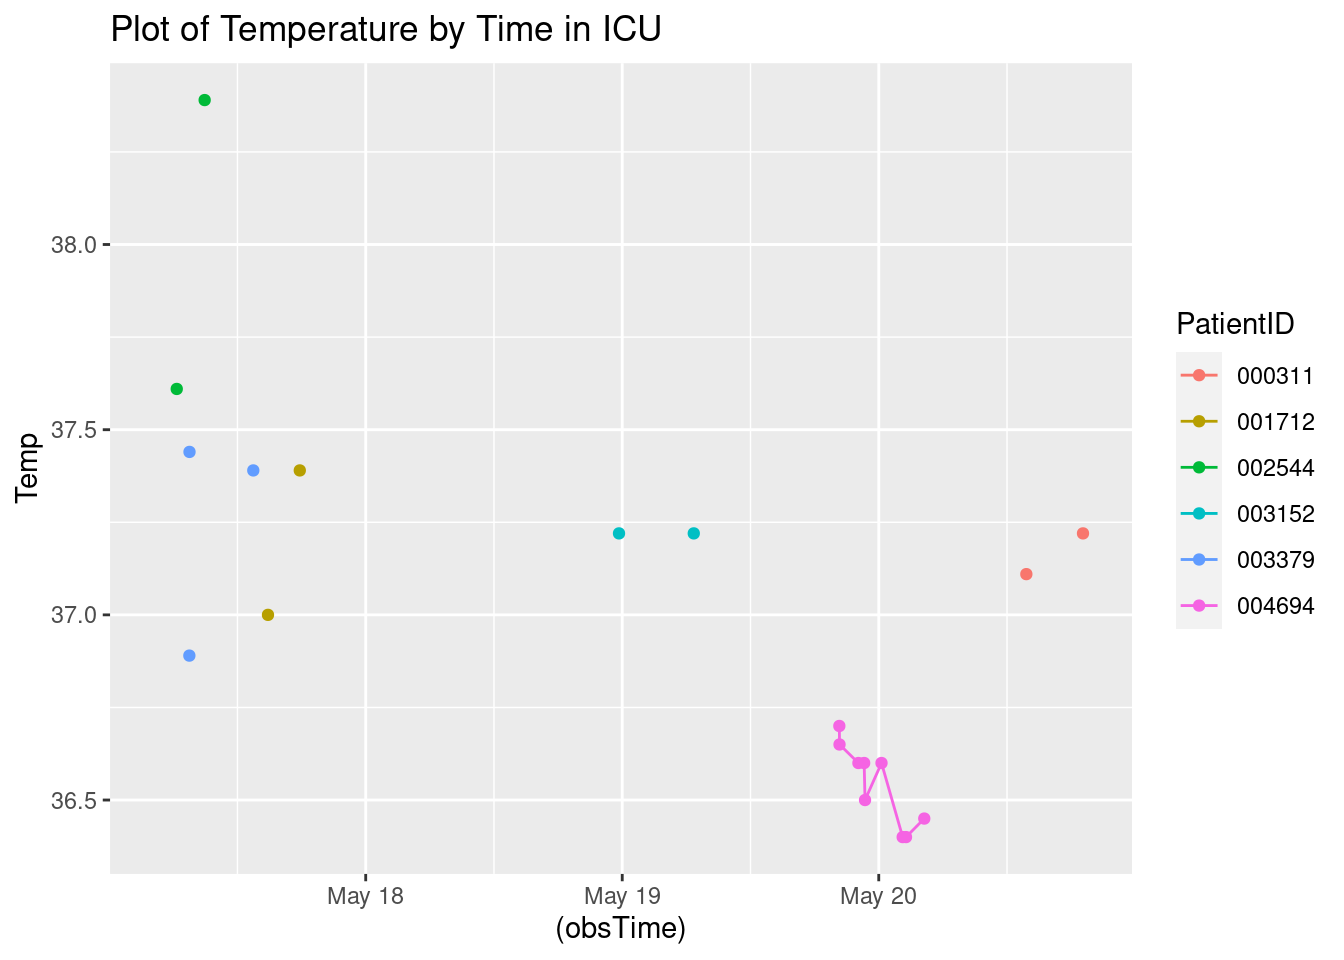 Plot of Temperature by Time in ICU
38.0
37.5
37.0
36.5
Temp
May 18
May 19
May 20
(obsTime)
PatientID
000311
001712
002544
003152
003379
004694